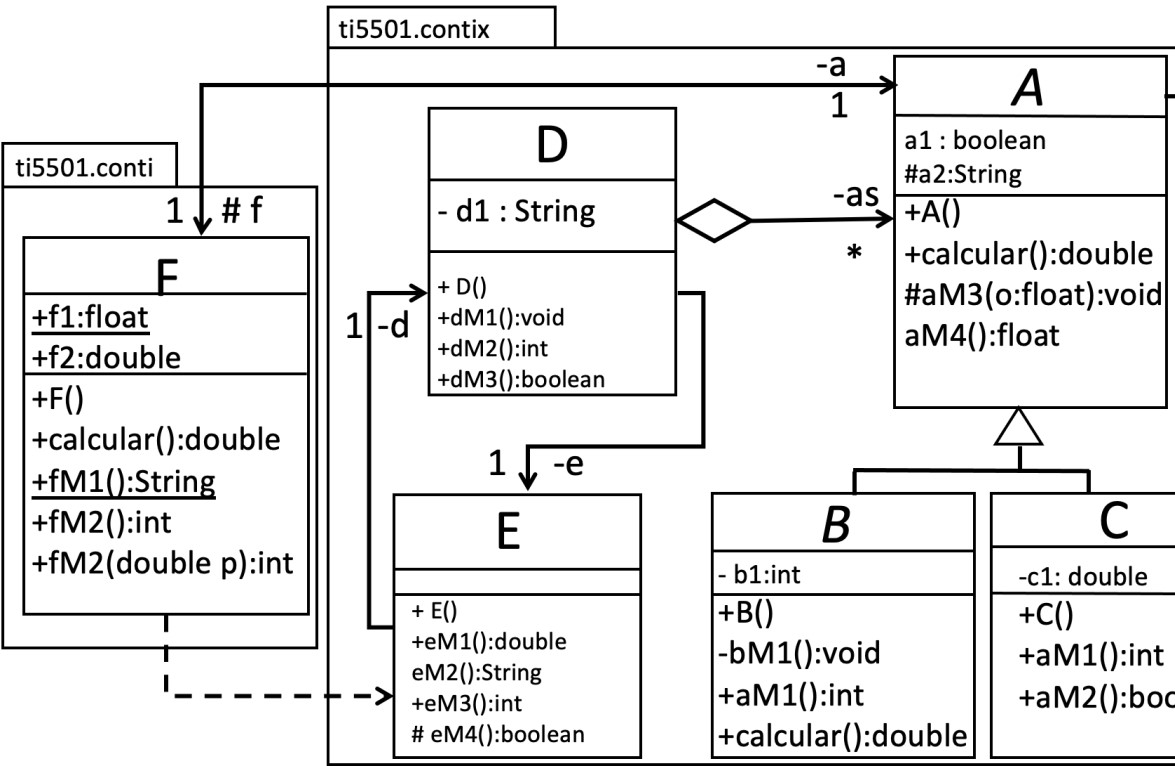 ti5501.contix
-a
1
A
a1 : boolean
#a2:String
+A()
+calcular():double
#aM3(o:float):void
aM4():float
D
- d1 : String
+ D()
+dM1():void
+dM2():int
+dM3():boolean
-as
*
ti5501.conti
1 # f
F
+f1:float
+f2:double
+F()
+calcular():double
+fM1():String
+fM2():int
+fM2(double p):int
1 -d
1 -e
E
+ E()
+eM1():double
eM2():String
+eM3():int
# eM4():boolean
B
- b1:int
+B()
-bM1():void
+aM1():int
+calcular():double
C
-c1: double
+C()
+aM1():int
+aM2():boo